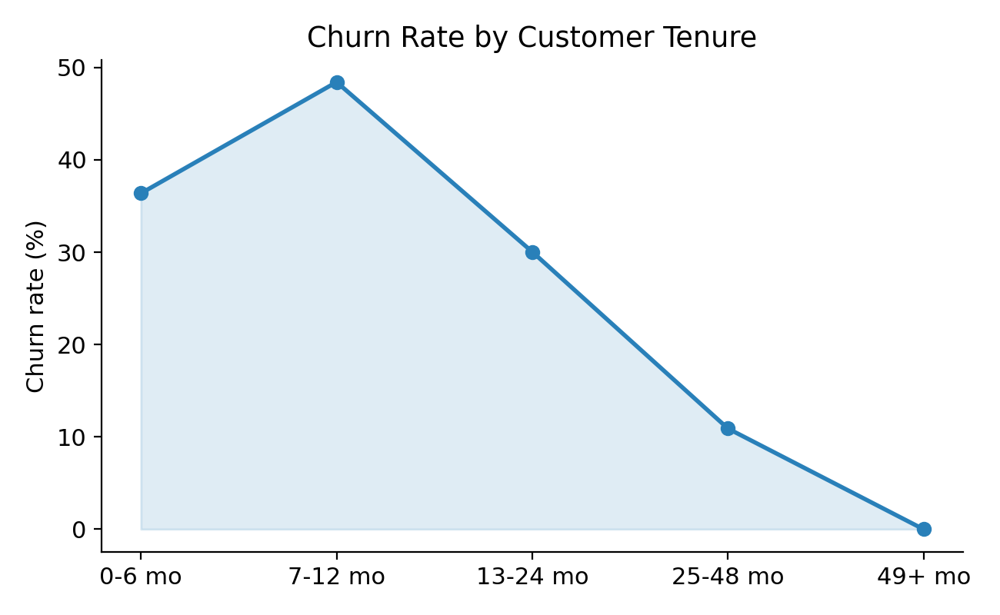 Churn Rate by Customer Tenure
Churn rate (%)
50
40
30
20
10
0
0-6 mo
7-12 mo
13-24 mo
25-48 mo
49+ mo